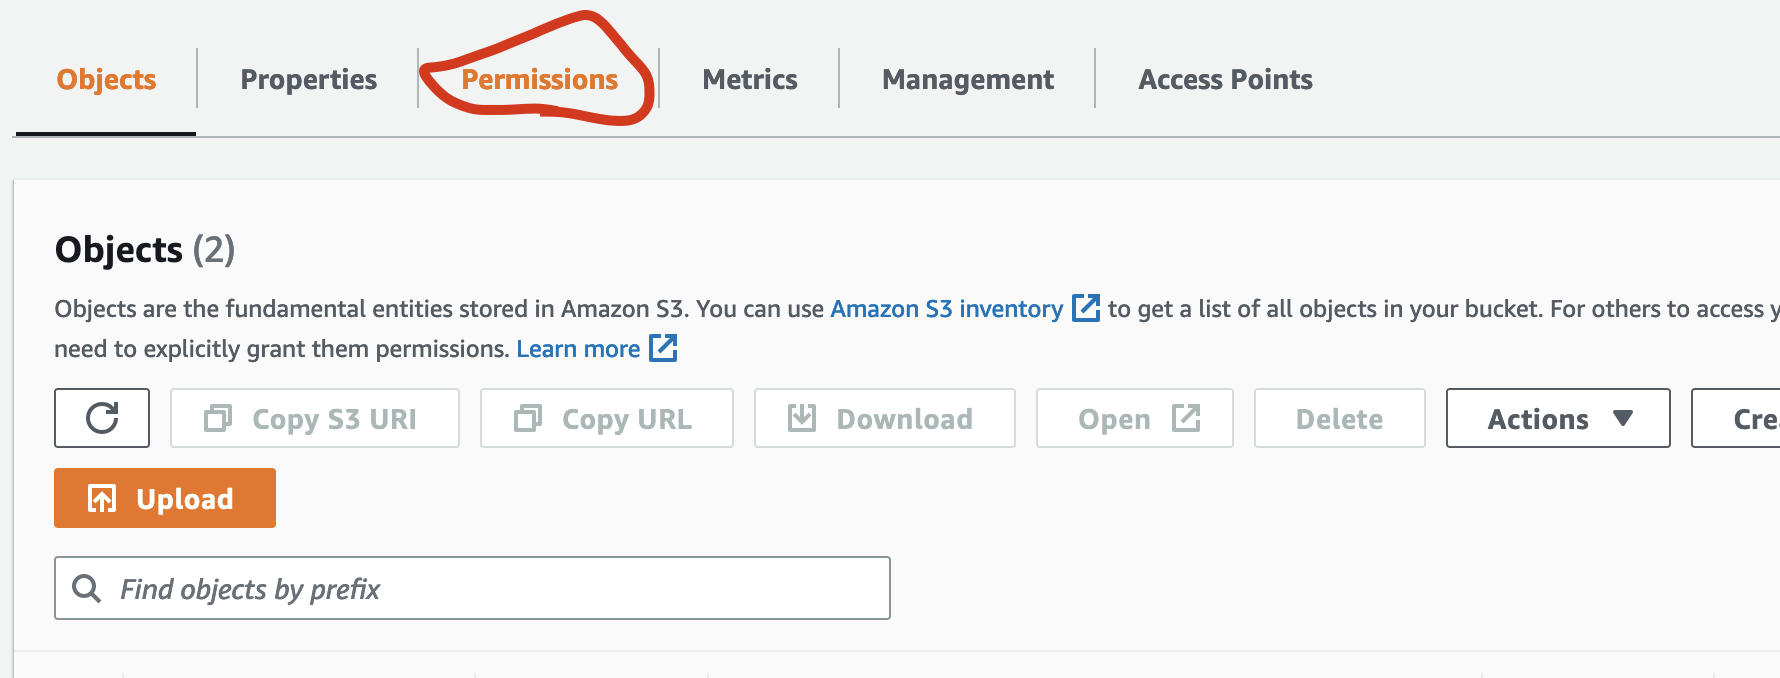 Objects Properties Permissions Metrics Management Access Points
Objects (2)
Objects are the fundamental entities stored in Amazon S3. You can use Amazon S3 inventory to get a list of all objects in your bucket. For others to access
need to explicitly grant them permissions. Learn more
Copy S3 URI Copy URL Download Open Delete Actions
Upload
Find objects by prefix